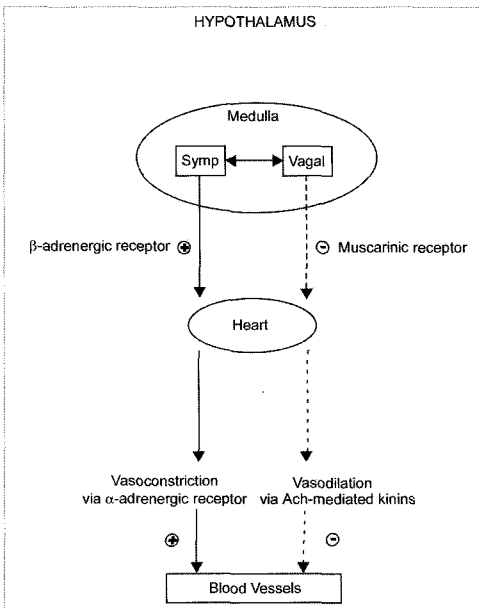 HYPOTHALAMUS
Medulla
Symp Vagal
β-adrenergic receptor ⊕ ⊖ Muscarinic receptor
Heart
Vasoconstriction Vasodilation
via α-adrenergic receptor via Ach-mediated kinins
⊕ ⊖
Blood Vessels